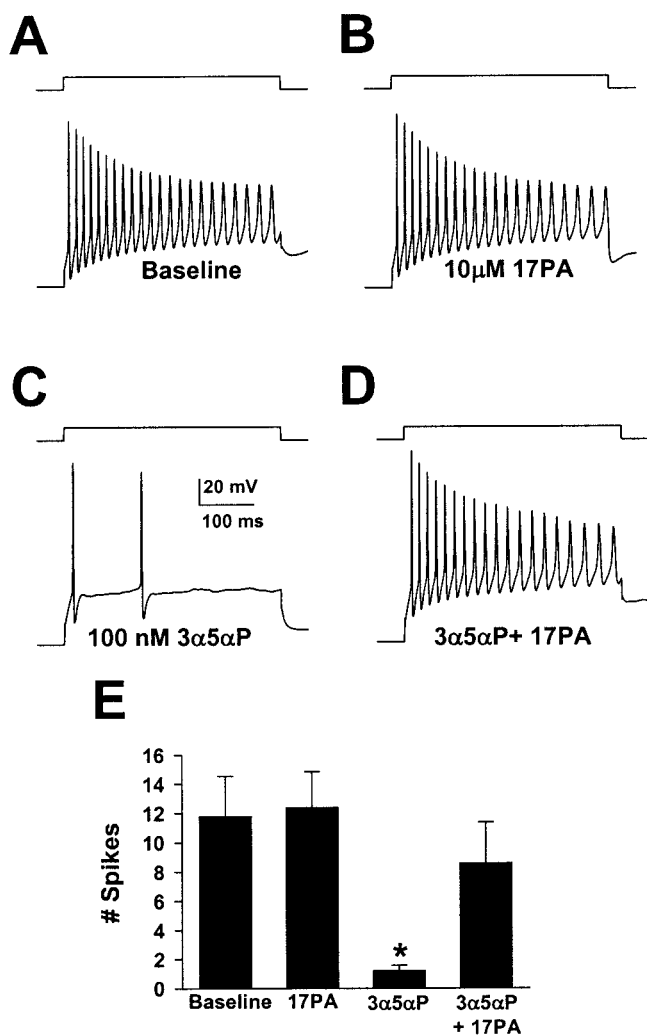 A
B
Baseline
10μM 17PA
C
D
20 mV
100 ms
100 nM 3α5αP
3α5αP+ 17PA
E
# Spikes
16
14
12
10
8
6
4
2
0
*
Baseline
17PA
3α5αP
3α5αP
+ 17PA